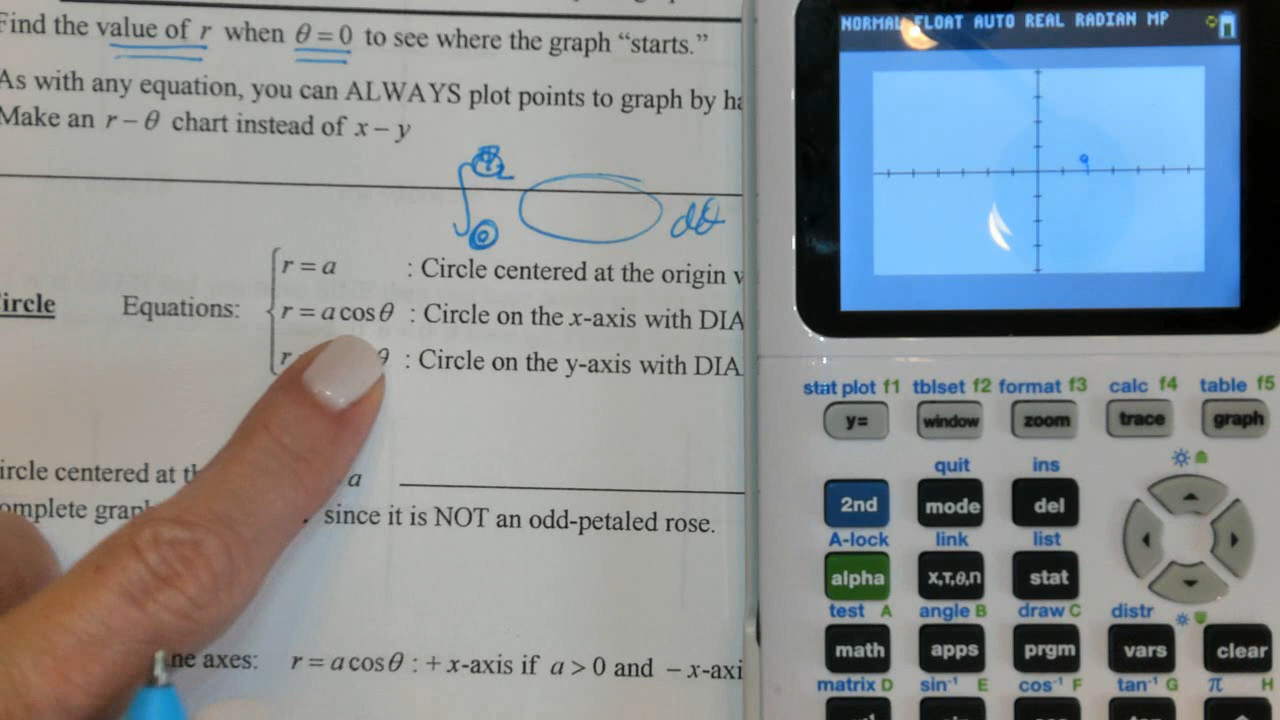 Find the value of r when θ = 0 to see where the graph “starts.”
As with any equation, you can ALWAYS plot points to graph by ha
Make an r – θ chart instead of x – y
dθ
r = a : Circle centered at the origin
ircle Equations: r = a cosθ : Circle on the x-axis with DIA
r θ : Circle on the y-axis with DIA
ircle centered at t a
omplete grap . since it is NOT an odd-petaled rose.
ne axes: r = a cosθ : + x-axis if a > 0 and – x-axi
NORMAL FLOAT AUTO REAL RADIAN MP
stat plot f1 tblset f2 format f3 calc f4 table f5
y= window zoom trace graph
quit ins
2nd mode del
A-lock link list
alpha X,T,θ,n stat
test A angle B draw C distr
math apps prgm vars clear
matrix D sin⁻¹ E cos⁻¹ F tan⁻¹ G π H